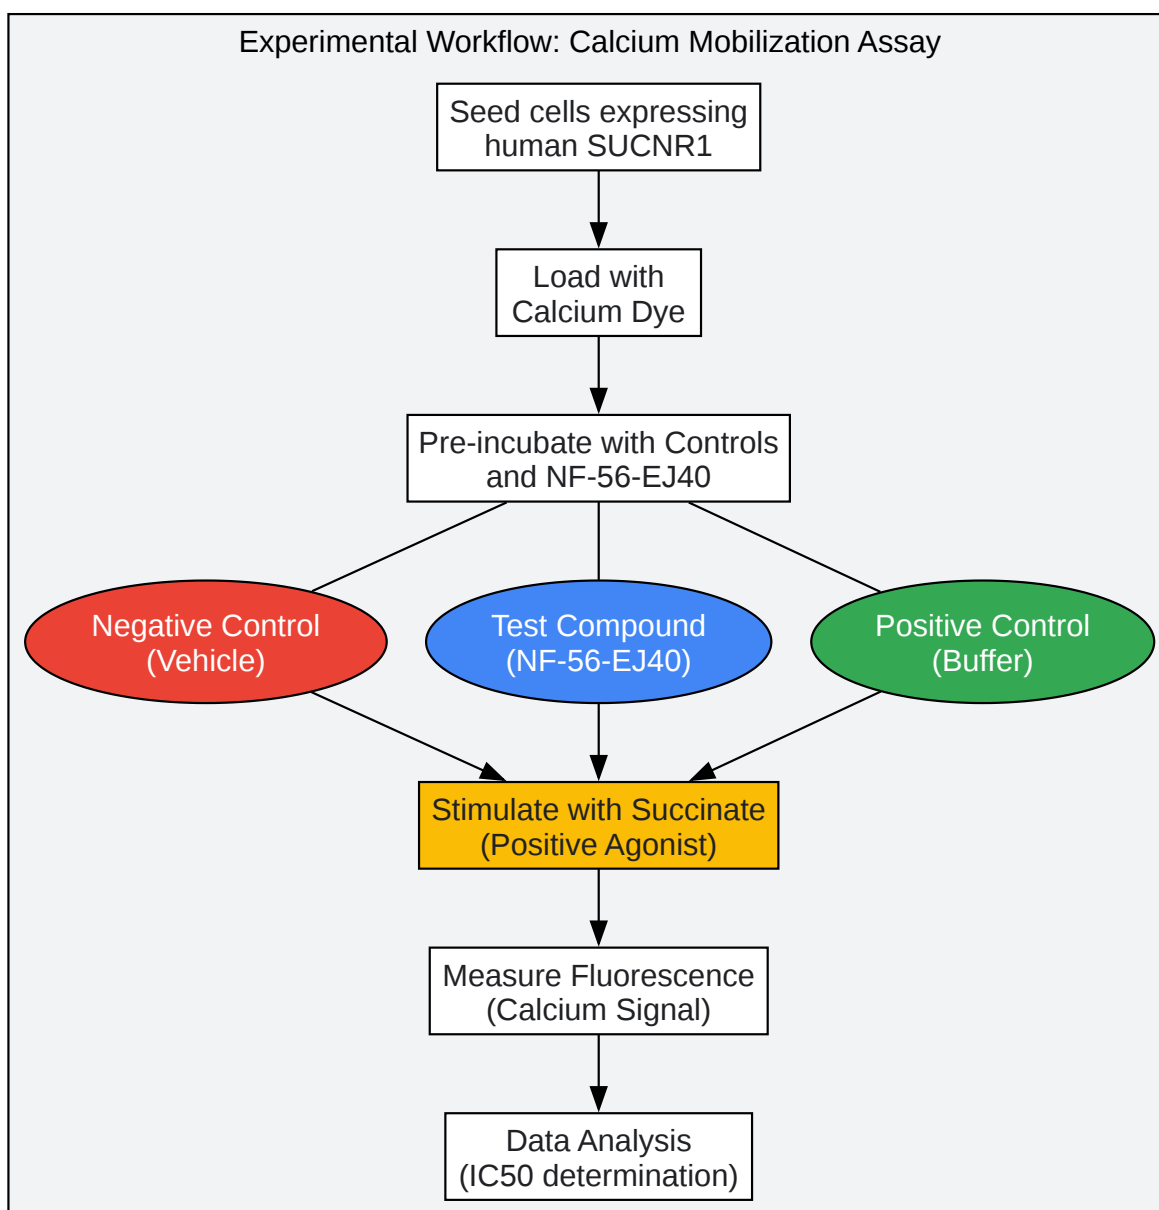 Experimental Workflow: Calcium Mobilization Assay
Seed cells expressing
human SUCNR1
Load with
Calcium Dye
Pre-incubate with Controls
and NF-56-EJ40
Negative Control
(Vehicle)
Test Compound
(NF-56-EJ40)
Positive Control
(Buffer)
Stimulate with Succinate
(Positive Agonist)
Measure Fluorescence
(Calcium Signal)
Data Analysis
(IC50 determination)